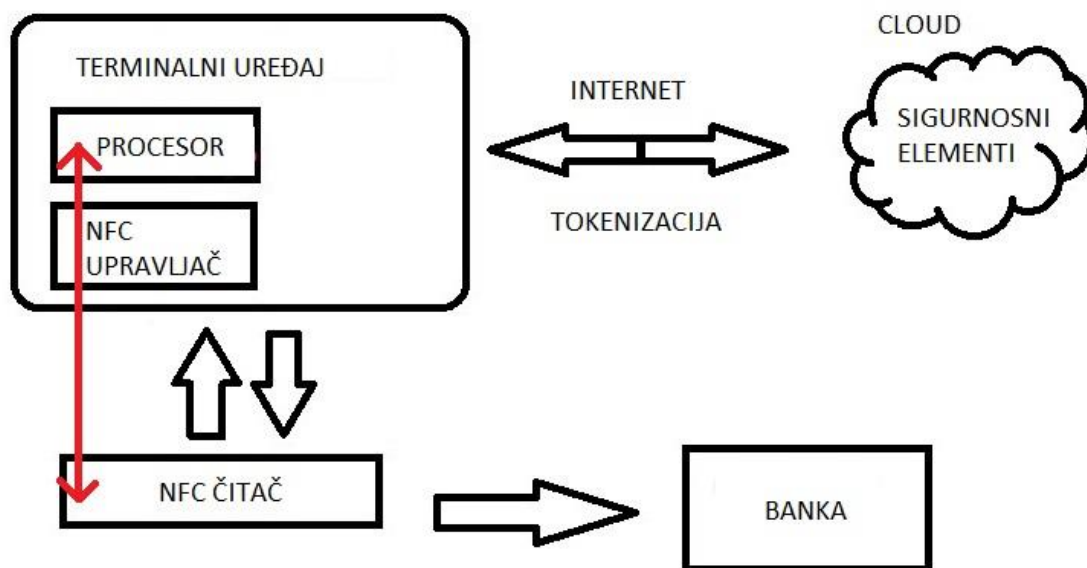 CLOUD
TERMINALNI UREĐAJ
INTERNET
SIGURNOSNI
ELEMENTI
PROCESOR
TOKENIZACIJA
NFC
UPRAVLJAČ
NFC ČITAČ
BANKA